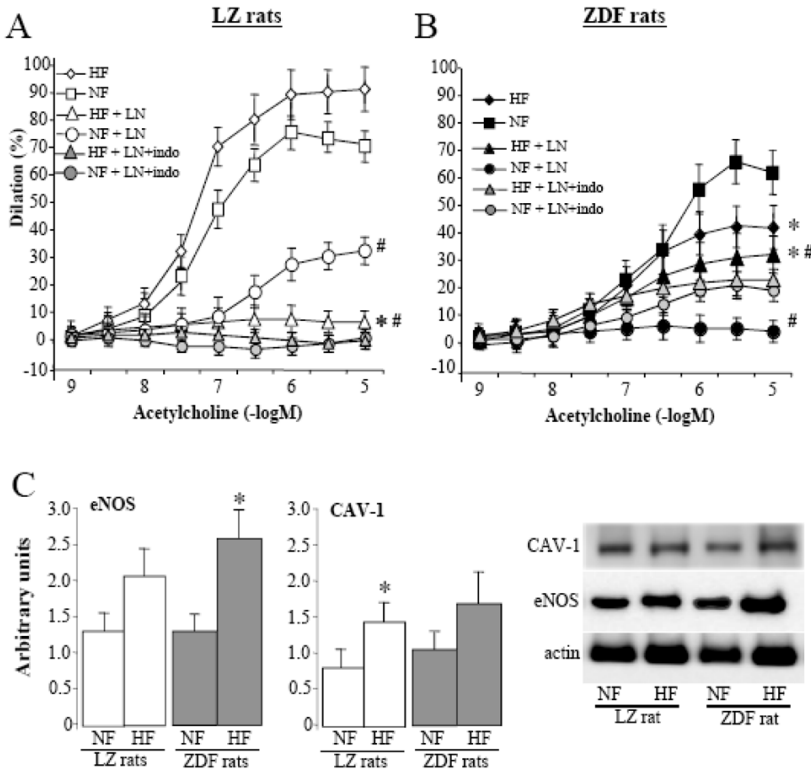 A
LZ rats
100
90
80
70
60
50
40
30
20
10
0
-10
Dilation (%)
HF
NF
HF + LN
NF + LN
HF + LN+indo
NF + LN+indo
#
* #
9 8 7 6 5
Acetylcholine (-logM)
B
ZDF rats
100
90
80
70
60
50
40
30
20
10
0
-10
HF
NF
HF + LN
NF + LN
HF + LN+indo
NF + LN+indo
*
* #
#
9 8 7 6 5
Acetylcholine (-logM)
C
Arbitrary units
eNOS
3.0
2.5
2.0
1.5
1.0
0.5
0
*
NF HF NF HF
LZ rats ZDF rats
CAV-1
3.0
2.5
2.0
1.5
1.0
0.5
0
*
NF HF NF HF
LZ rats ZDF rats
CAV-1
eNOS
actin
NF HF NF HF
LZ rat ZDF rat